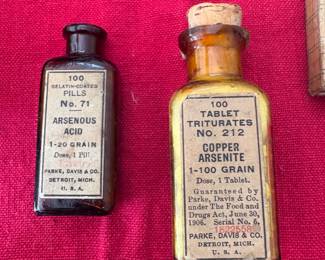 100
GELATIN-COATED
PILLS
No. 71
ARSENOUS
ACID
1-20 GRAIN
Dose, 1 Pill
PARKE, DAVIS & CO.
DETROIT, MICH.
U. S. A.
100
TABLET
TRITURATES
No. 212
COPPER
ARSENITE
1-100 GRAIN
Dose, 1 Tablet.
Guaranteed by
Parke, Davis & Co.
under The Food and
Drugs Act, June 30,
1906. Serial No. 6.
PARKE, DAVIS & CO.
DETROIT, MICH.
U. S. A.